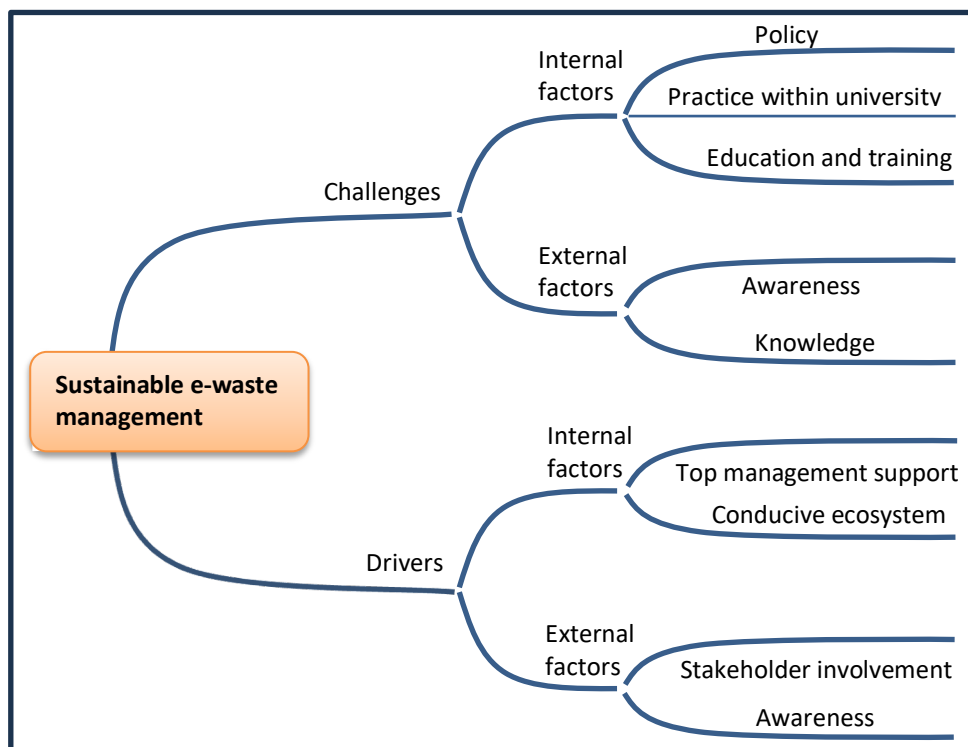 Policy
Internal
factors
Practice within university
Education and training
Challenges
External
factors
Awareness
Knowledge
Sustainable e-waste
management
Internal
factors
Top management support
Conducive ecosystem
Drivers
External
factors
Stakeholder involvement
Awareness